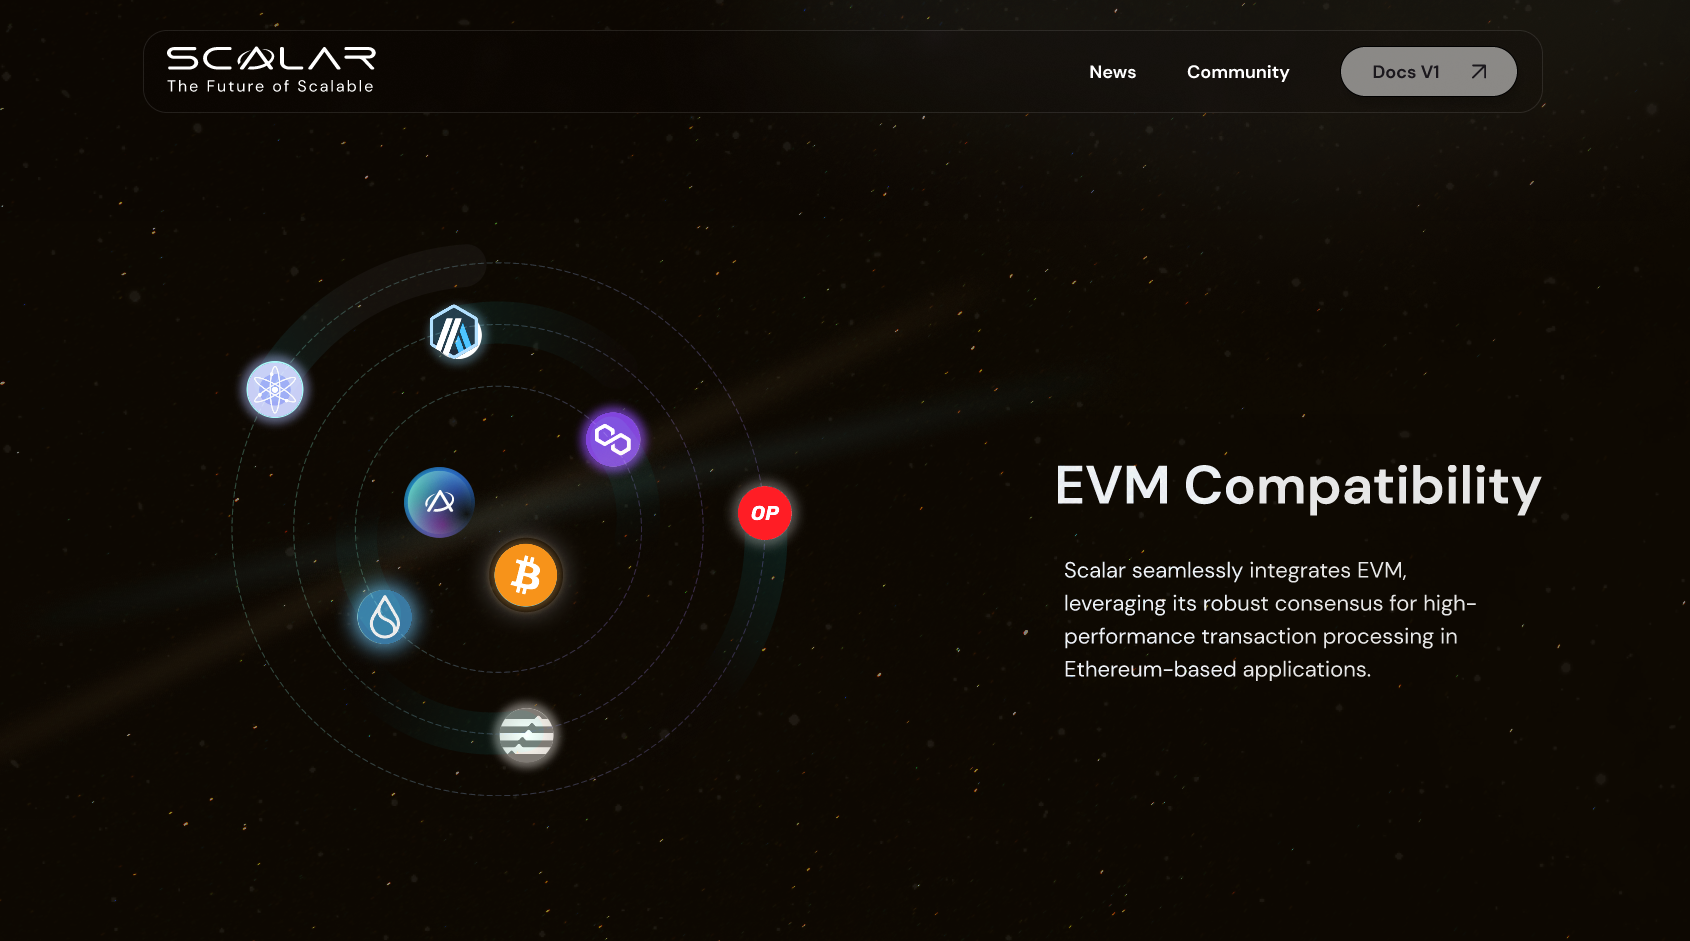 SCALAR
The Future of Scalable
News
Community
Docs V1
OP
EVM Compatibility
Scalar seamlessly integrates EVM,
leveraging its robust consensus for high-
performance transaction processing in
Ethereum-based applications.